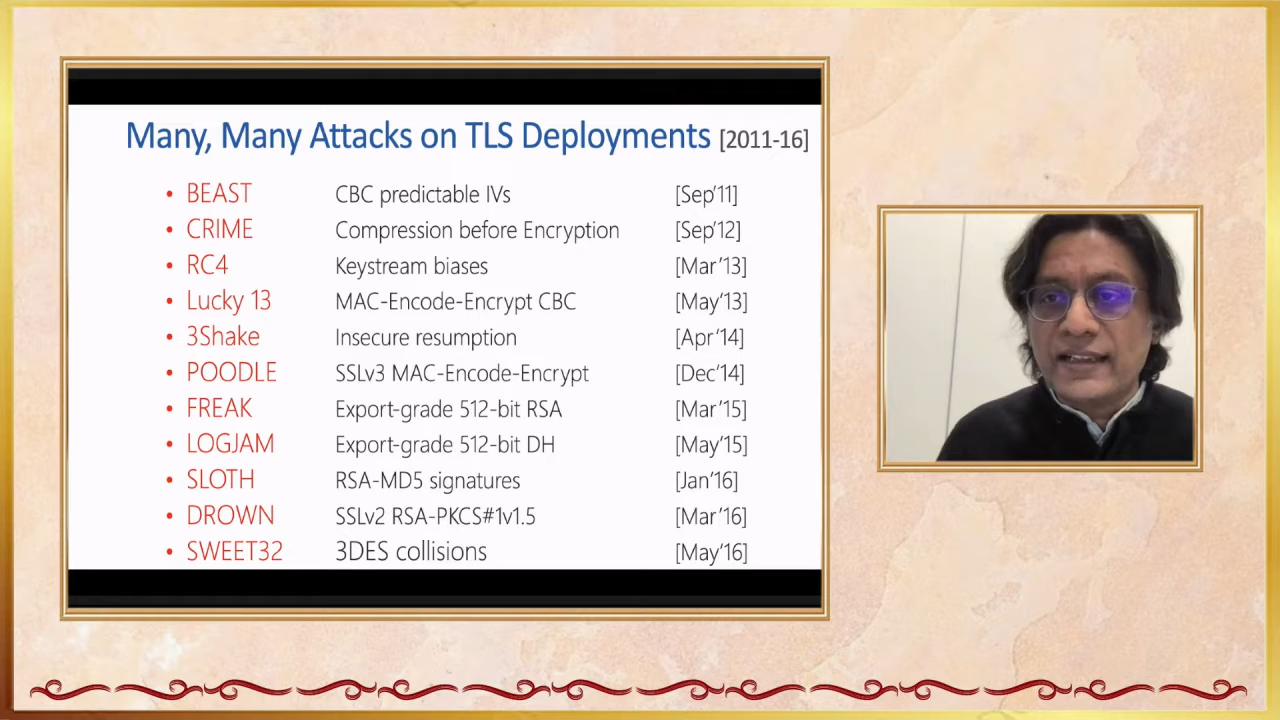 Many, Many Attacks on TLS Deployments [2011-16]
• BEAST CBC predictable IVs [Sep'11]
• CRIME Compression before Encryption [Sep'12]
• RC4 Keystream biases [Mar'13]
• Lucky 13 MAC-Encode-Encrypt CBC [May'13]
• 3Shake Insecure resumption [Apr'14]
• POODLE SSLv3 MAC-Encode-Encrypt [Dec'14]
• FREAK Export-grade 512-bit RSA [Mar'15]
• LOGJAM Export-grade 512-bit DH [May'15]
• SLOTH RSA-MD5 signatures [Jan'16]
• DROWN SSLv2 RSA-PKCS#1v1.5 [Mar'16]
• SWEET32 3DES collisions [May'16]